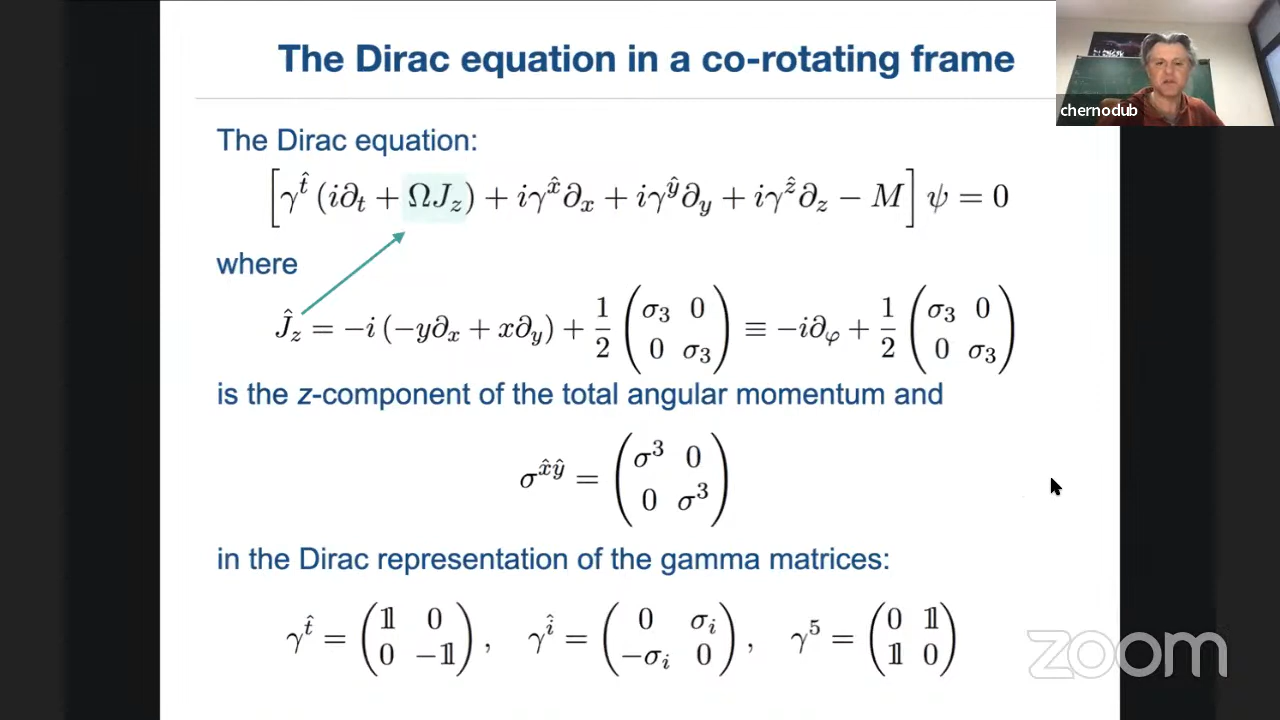 The Dirac equation in a co-rotating frame
chernodub
The Dirac equation:
[γ^t̂ (i∂_t + ΩJ_z) + iγ^x̂ ∂_x + iγ^ŷ ∂_y + iγ^ẑ ∂_z − M] ψ = 0
where
Ĵ_z = −i (−y∂_x + x∂_y) + 1/2 (σ_3 0 0 σ_3) ≡ −i∂_φ + 1/2 (σ_3 0 0 σ_3)
is the z-component of the total angular momentum and
σ^x̂ŷ = (σ^3 0 0 σ^3)
in the Dirac representation of the gamma matrices:
γ^t̂ = (𝟙 0 0 −𝟙), γ^î = (0 σ_i −σ_i 0), γ^5 = (0 𝟙 𝟙 0)
zoom